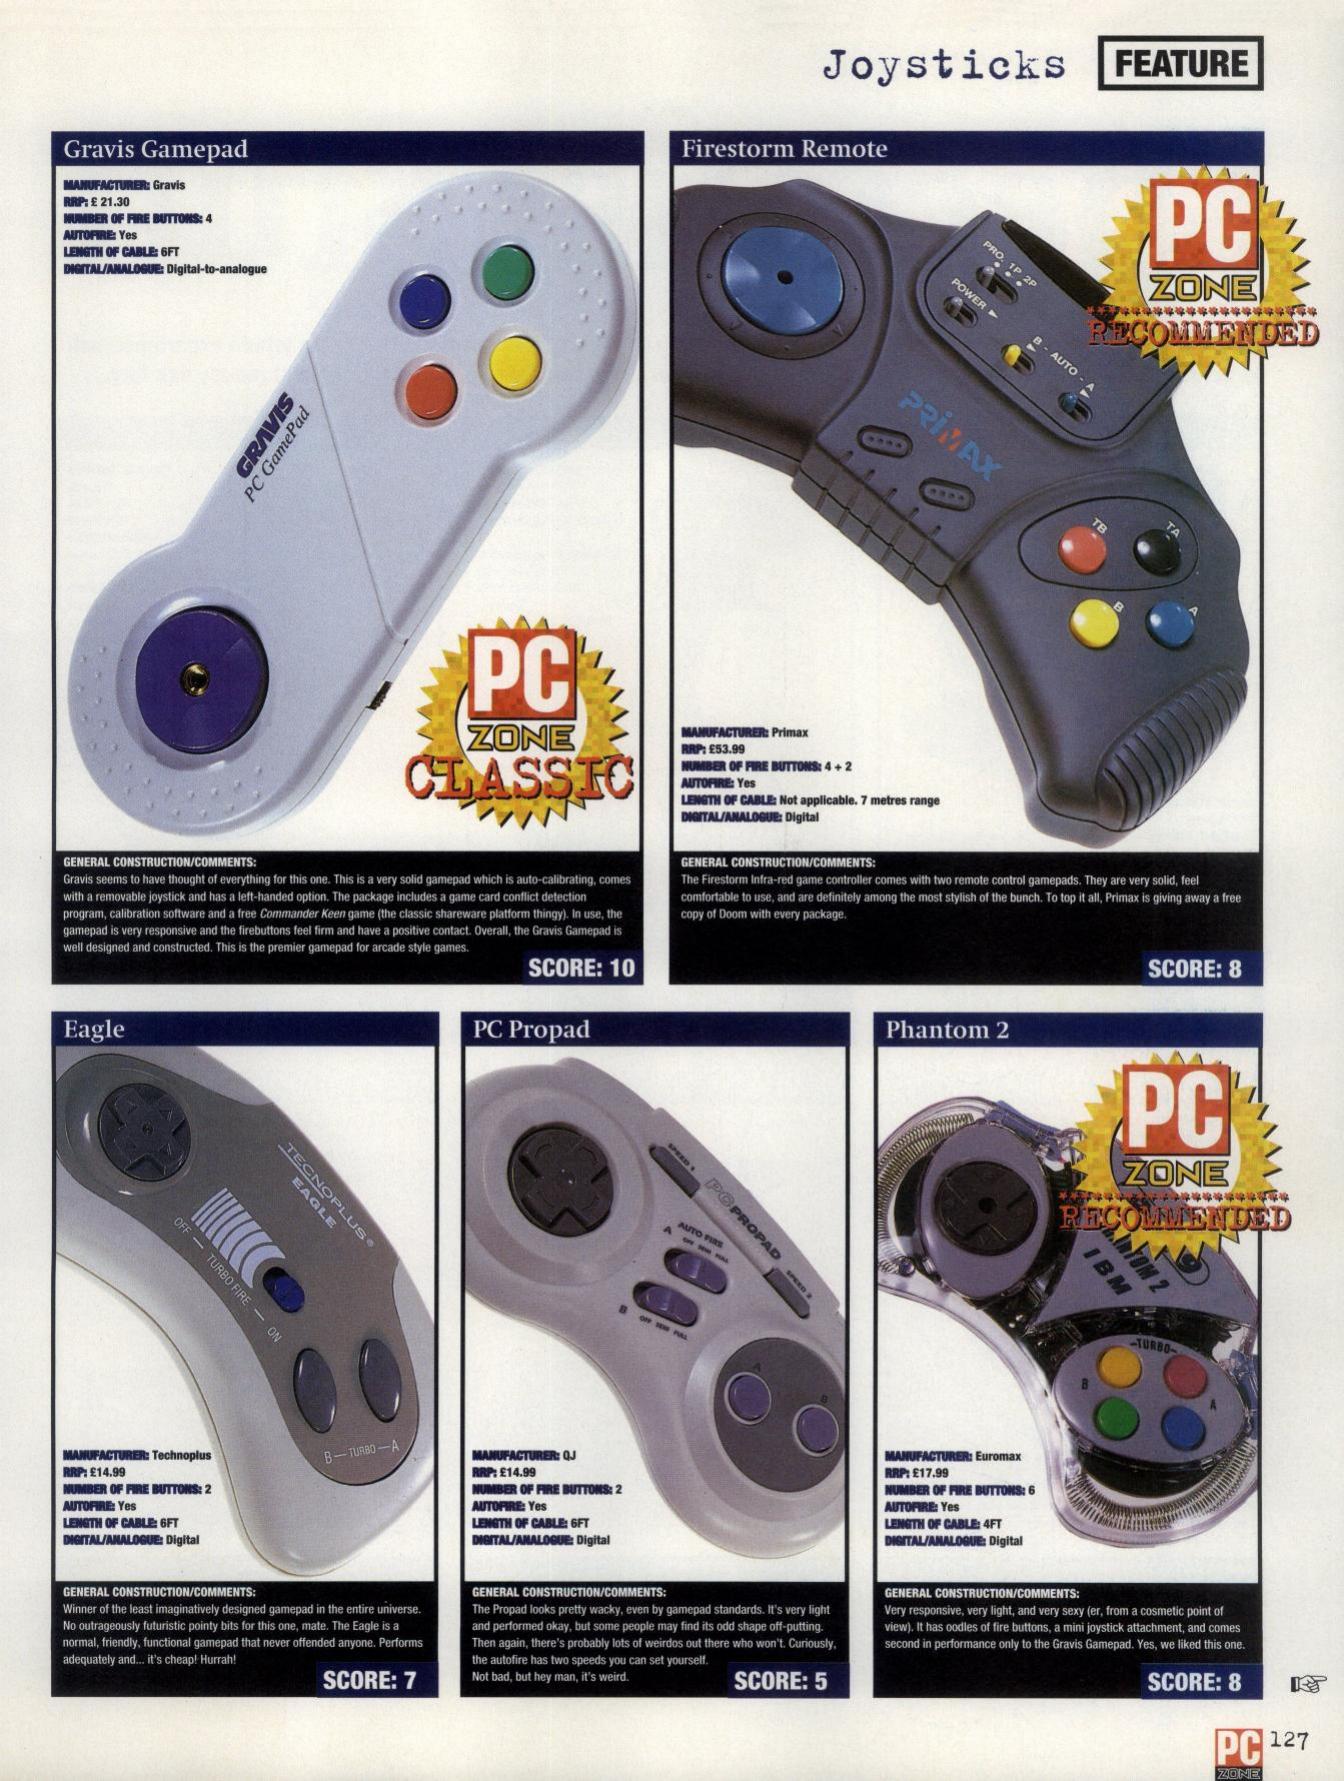 Joysticks FEATURE
Gravis Gamepad
MANUFACTURER: Gravis
RRP: £ 21.30
NUMBER OF FIRE BUTTONS: 4
AUTOFIRE: Yes
LENGTH OF CABLE: 6FT
DIGITAL/ANALOGUE: Digital-to-analogue
GRAVIS
PC GamePad
PC
ZONE
CLASSIC
GENERAL CONSTRUCTION/COMMENTS:
Gravis seems to have thought of everything for this one. This is a very solid gamepad which is auto-calibrating, comes
with a removable joystick and has a left-handed option. The package includes a game card conflict detection
program, calibration software and a free Commander Keen game (the classic shareware platform thingy). In use, the
gamepad is very responsive and the firebuttons feel firm and have a positive contact. Overall, the Gravis Gamepad is
well designed and constructed. This is the premier gamepad for arcade style games.
SCORE: 10
Firestorm Remote
PC
ZONE
RECOMMENDED
PRO. 1P 2P
POWER
B - AUTO - A
PRIMAX
TB
TA
B
A
MANUFACTURER: Primax
RRP: £53.99
NUMBER OF FIRE BUTTONS: 4 + 2
AUTOFIRE: Yes
LENGTH OF CABLE: Not applicable. 7 metres range
DIGITAL/ANALOGUE: Digital
GENERAL CONSTRUCTION/COMMENTS:
The Firestorm Infra-red game controller comes with two remote control gamepads. They are very solid, feel
comfortable to use, and are definitely among the most stylish of the bunch. To top it all, Primax is giving away a free
copy of Doom with every package.
SCORE: 8
Eagle
TECNOPLUS®
EAGLE
OFF — TURBO FIRE — ON
B — TURBO — A
MANUFACTURER: Technoplus
RRP: £14.99
NUMBER OF FIRE BUTTONS: 2
AUTOFIRE: Yes
LENGTH OF CABLE: 6FT
DIGITAL/ANALOGUE: Digital
GENERAL CONSTRUCTION/COMMENTS:
Winner of the least imaginatively designed gamepad in the entire universe.
No outrageously futuristic pointy bits for this one, mate. The Eagle is a
normal, friendly, functional gamepad that never offended anyone. Performs
adequately and... it's cheap! Hurrah!
SCORE: 7
PC Propad
SPEED 1
PC PROPAD
AUTO FIRE
A OFF SEMI FULL
SPEED 2
B OFF SEMI FULL
A
B
MANUFACTURER: QJ
RRP: £14.99
NUMBER OF FIRE BUTTONS: 2
AUTOFIRE: Yes
LENGTH OF CABLE: 6FT
DIGITAL/ANALOGUE: Digital
GENERAL CONSTRUCTION/COMMENTS:
The Propad looks pretty wacky, even by gamepad standards. It's very light
and performed okay, but some people may find its odd shape off-putting.
Then again, there's probably lots of weirdos out there who won't. Curiously,
the autofire has two speeds you can set yourself.
Not bad, but hey man, it's weird.
SCORE: 5
Phantom 2
PC
ZONE
RECOMMENDED
2
IBM
-TURBO-
B
A
MANUFACTURER: Euromax
RRP: £17.99
NUMBER OF FIRE BUTTONS: 6
AUTOFIRE: Yes
LENGTH OF CABLE: 4FT
DIGITAL/ANALOGUE: Digital
GENERAL CONSTRUCTION/COMMENTS:
Very responsive, very light, and very sexy (er, from a cosmetic point of
view). It has oodles of fire buttons, a mini joystick attachment, and comes
second in performance only to the Gravis Gamepad. Yes, we liked this one.
SCORE: 8
PC ZONE 127